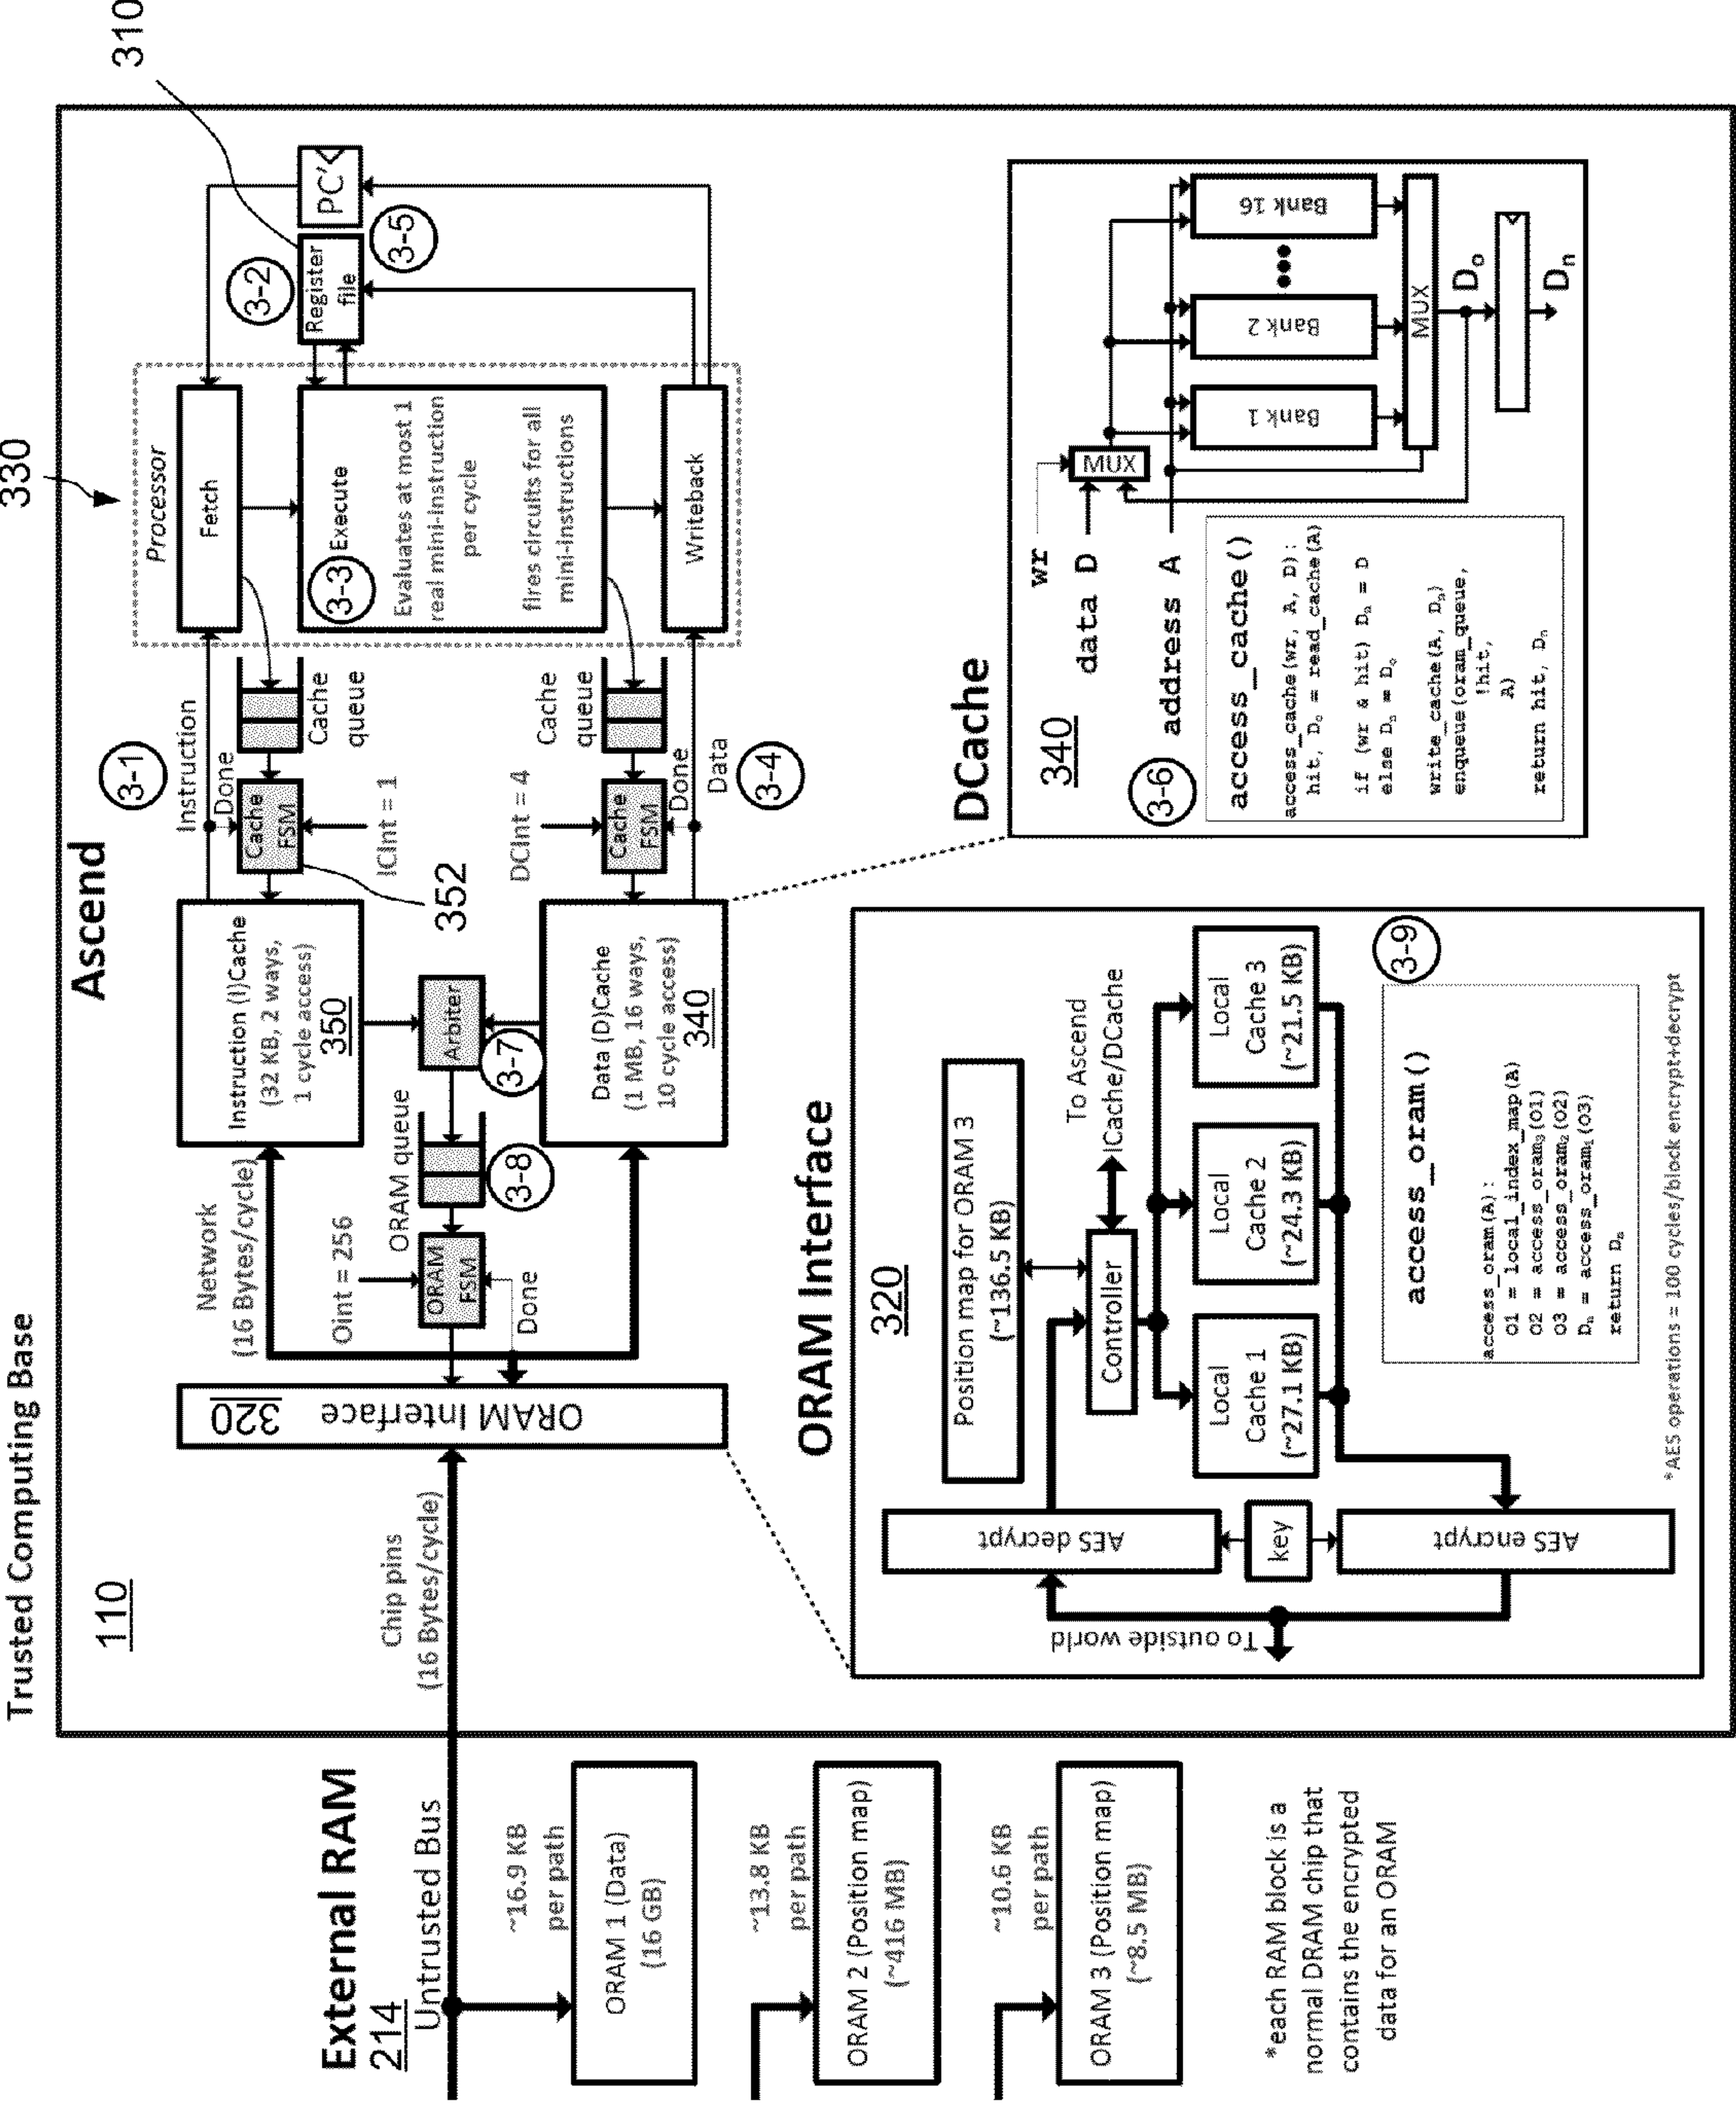 Trusted Computing Base
110
Ascend
External RAM
214
Untrusted Bus
~16.9 KB
per path
ORAM 1 (Data)
(16 GB)
~13.8 KB
per path
ORAM 2 (Position map)
(~416 MB)
~10.6 KB
per path
ORAM 3 (Position map)
(~8.5 MB)
*each RAM block is a
normal DRAM chip that
contains the encrypted
data for an ORAM
Chip pins
(16 Bytes/cycle)
ORAM Interface
320
Network
(16 Bytes/cycle)
Oint = 256
ORAM
FSM
Done
ORAM queue
3-8
Arbiter
3-7
Instruction (I)Cache
(32 KB, 2 ways,
1 cycle access)
350
Data (D)Cache
(1 MB, 16 ways,
10 cycle access)
340
352
3-1
Instruction
Done
Cache
FSM
ICInt = 1
Cache
queue
DCInt = 4
Cache
FSM
Done
Cache
queue
Data
3-4
330
Processor
Fetch
3-3
Execute
Evaluates at most 1
real mini-instruction
per cycle
fires circuits for all
mini-instructions
Writeback
3-2
Register
file
3-5
PC'
310
ORAM Interface
320
Position map for ORAM 3
(~136.5 KB)
AES decrypt
key
AES encrypt
To outside world
Controller
To Ascend
ICache/DCache
Local
Cache 1
(~27.1 KB)
Local
Cache 2
(~24.3 KB)
Local
Cache 3
(~21.5 KB)
3-9
access_oram()
access_oram(A):
O1 = local_index_map(A)
O2 = access_oram₃(O1)
O3 = access_oram₂(O2)
Dₙ = access_oram₁(O3)
return Dₙ
*AES operations = 100 cycles/block encrypt+decrypt
DCache
340
wr
data D
address A
3-6
MUX
Bank 1
Bank 2
Bank 16
MUX
Dₒ
Dₙ
access_cache()
access_cache(wr, A, D):
hit, Dₒ = read_cache(A)
if (wr & hit) Dₙ = D
else Dₙ = Dₒ
write_cache(A, Dₙ)
enqueue(oram_queue,
!hit,
A)
return hit, Dₙ